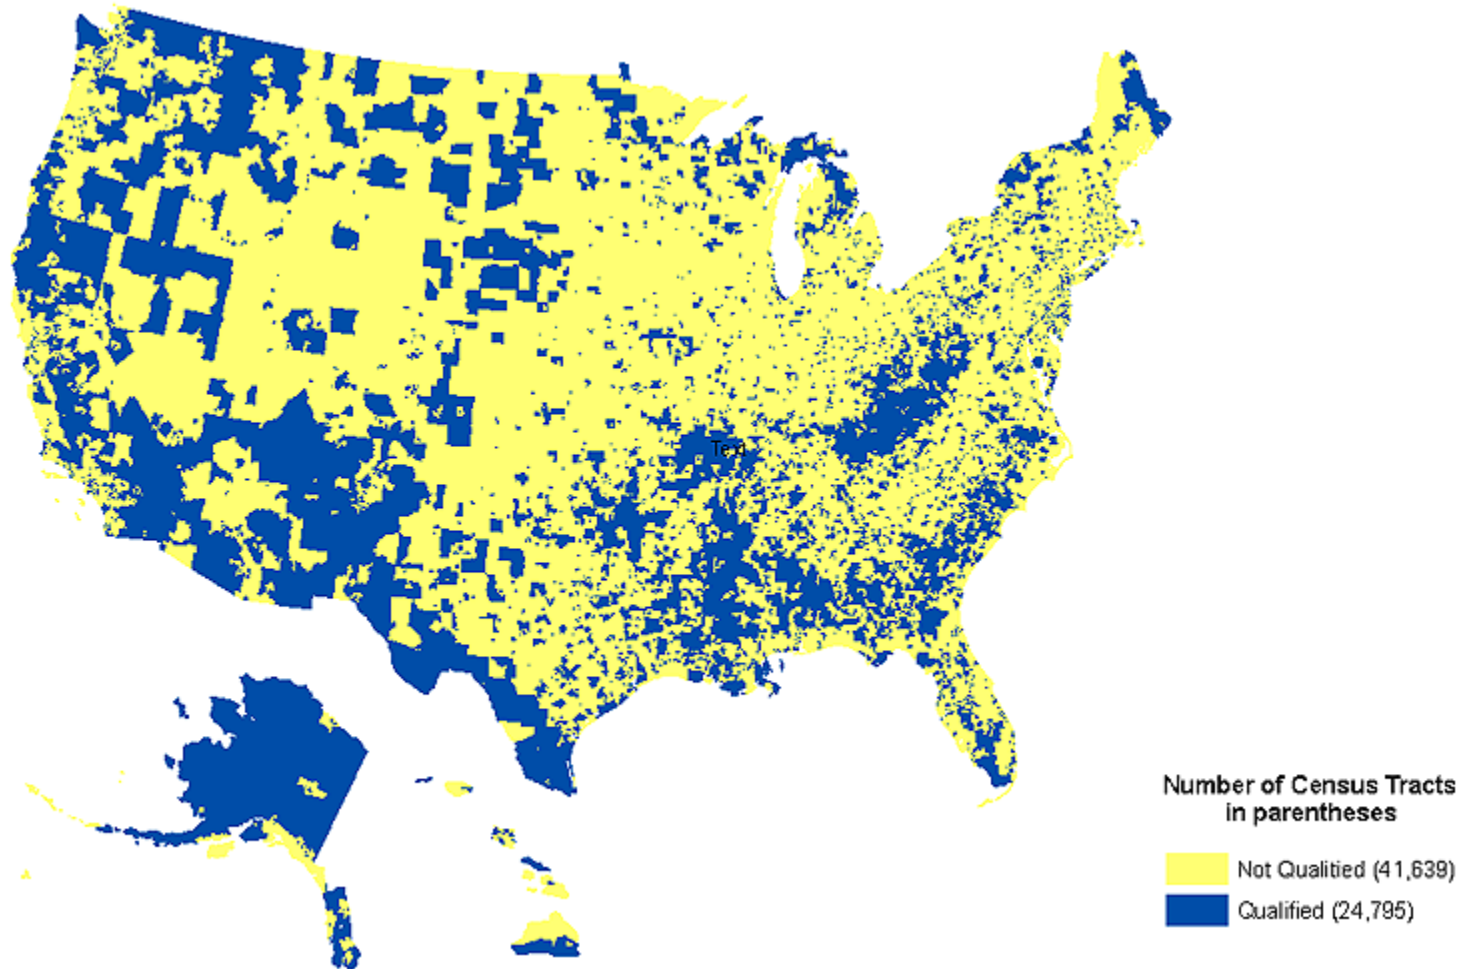 Text
Number of Census Tracts
in parentheses
Not Qualitied (41,639)
Qualified (24,795)